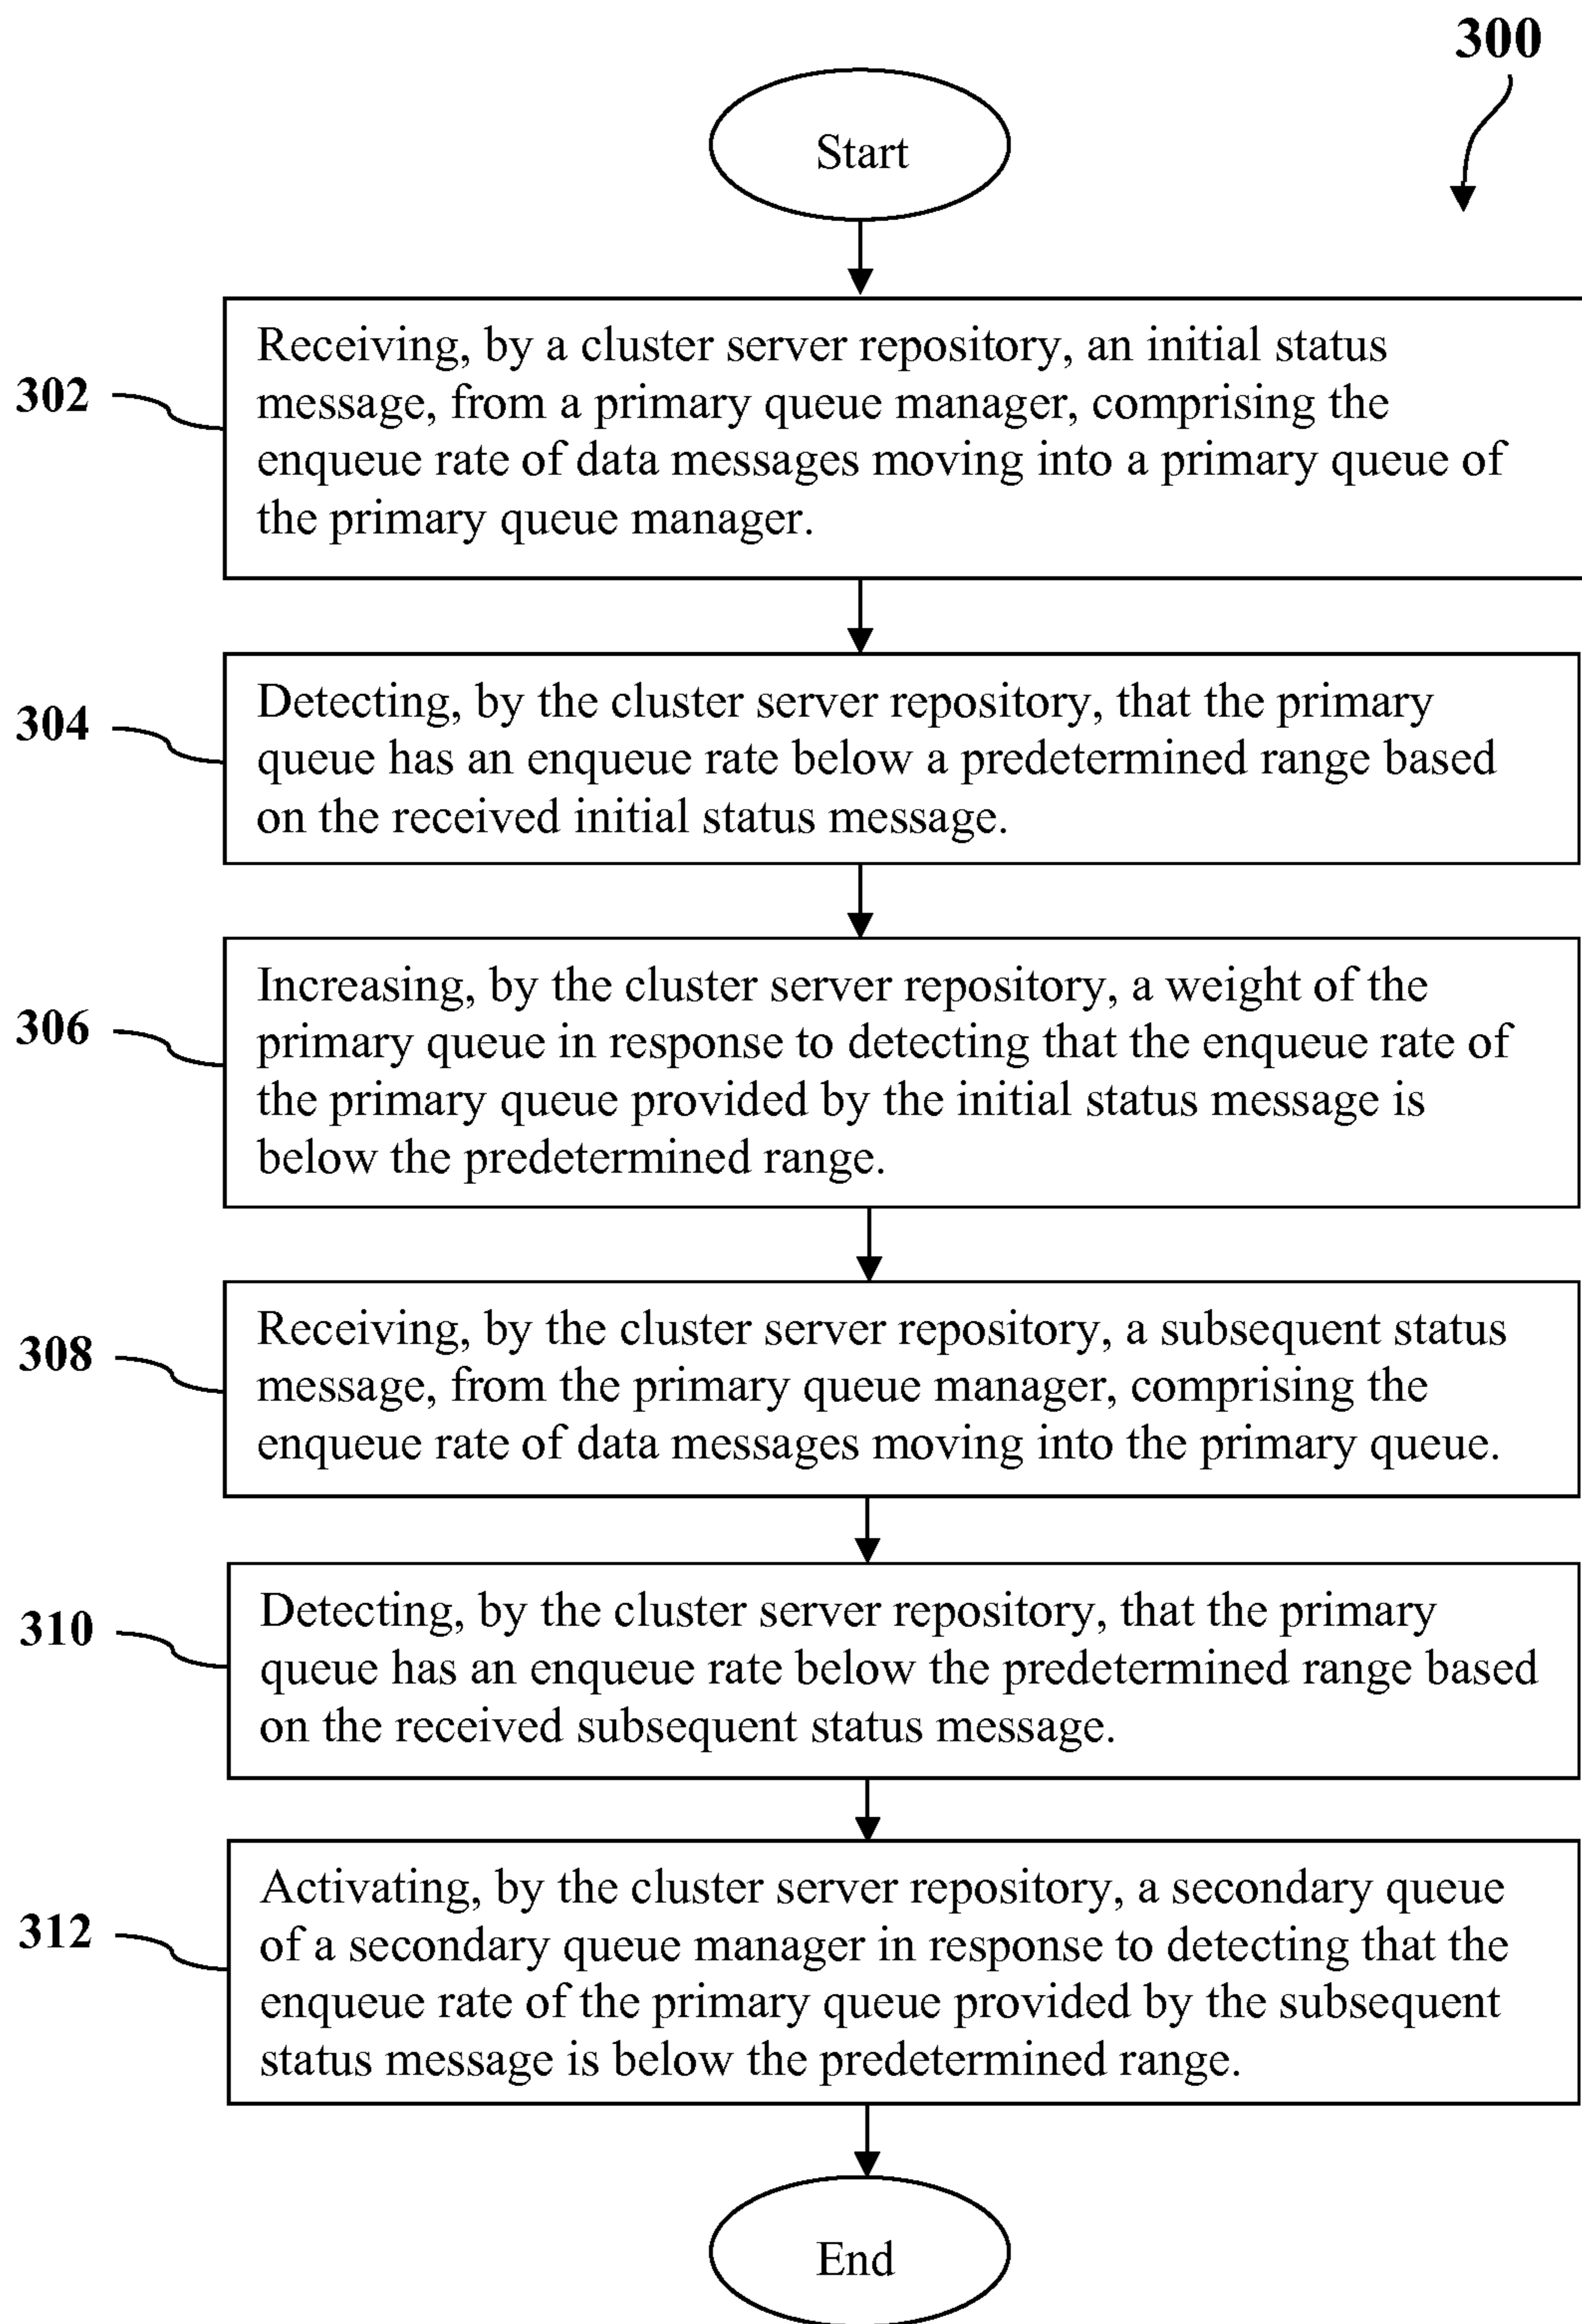 300
Start
302
Receiving, by a cluster server repository, an initial status
message, from a primary queue manager, comprising the
enqueue rate of data messages moving into a primary queue of
the primary queue manager.
304
Detecting, by the cluster server repository, that the primary
queue has an enqueue rate below a predetermined range based
on the received initial status message.
306
Increasing, by the cluster server repository, a weight of the
primary queue in response to detecting that the enqueue rate of
the primary queue provided by the initial status message is
below the predetermined range.
308
Receiving, by the cluster server repository, a subsequent status
message, from the primary queue manager, comprising the
enqueue rate of data messages moving into the primary queue.
310
Detecting, by the cluster server repository, that the primary
queue has an enqueue rate below the predetermined range based
on the received subsequent status message.
312
Activating, by the cluster server repository, a secondary queue
of a secondary queue manager in response to detecting that the
enqueue rate of the primary queue provided by the subsequent
status message is below the predetermined range.
End